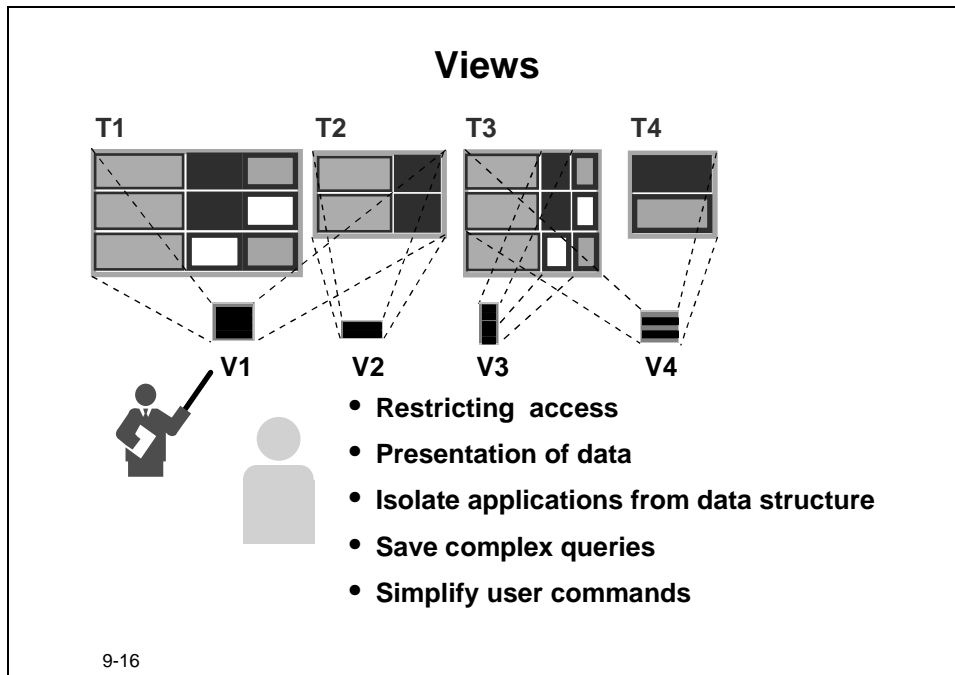 Views
T1 T2 T3 T4
V1 V2 V3 V4
• Restricting access
• Presentation of data
• Isolate applications from data structure
• Save complex queries
• Simplify user commands
9-16